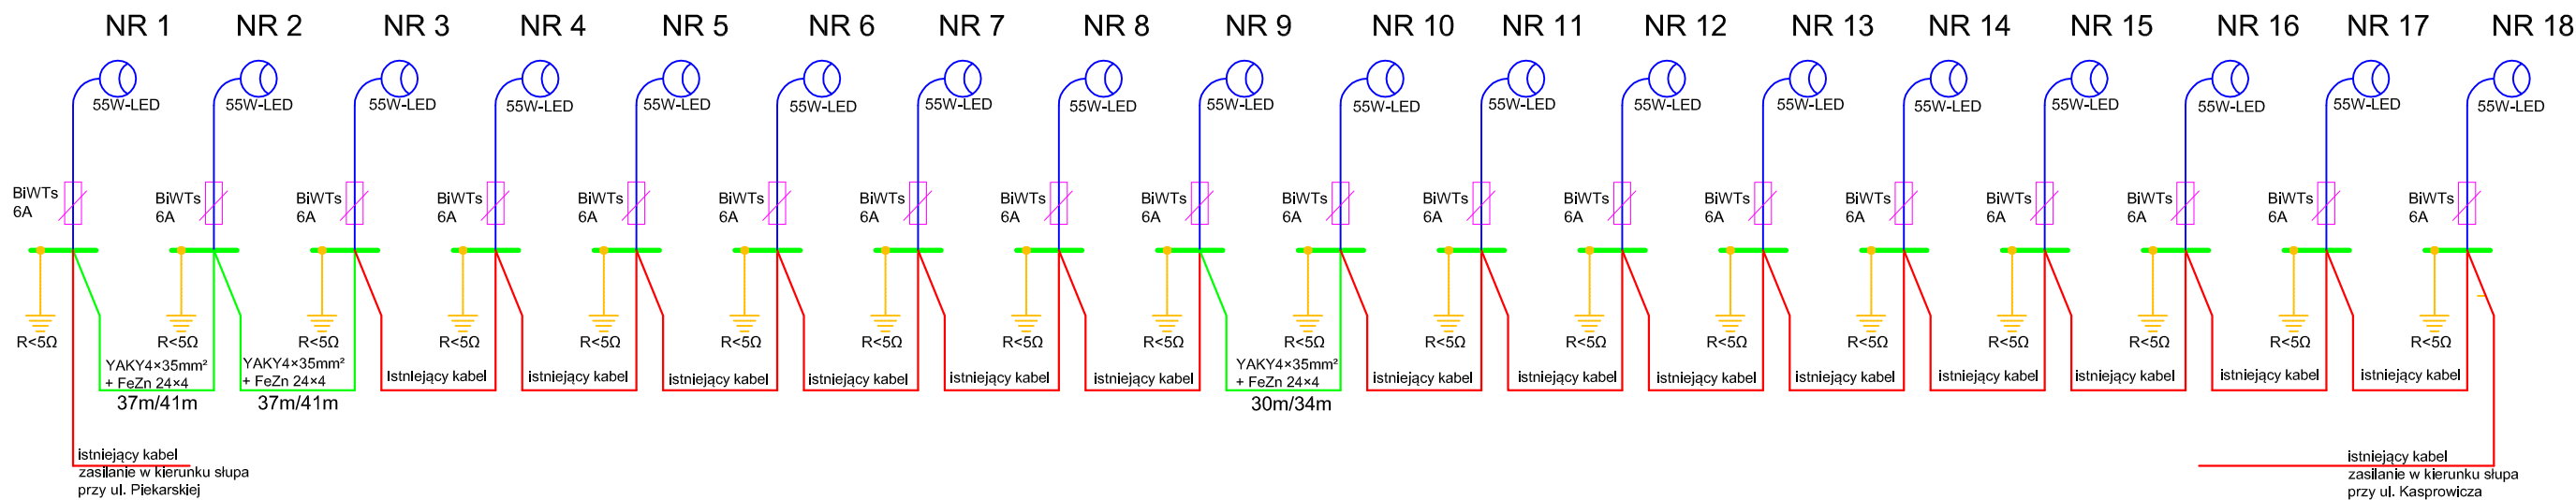 NR 1 NR 2 NR 3 NR 4 NR 5 NR 6 NR 7 NR 8 NR 9 NR 10 NR 11 NR 12 NR 13 NR 14 NR 15 NR 16 NR 17 NR 18
55W-LED 55W-LED 55W-LED 55W-LED 55W-LED 55W-LED 55W-LED 55W-LED 55W-LED 55W-LED 55W-LED 55W-LED 55W-LED 55W-LED 55W-LED 55W-LED 55W-LED 55W-LED
BiWTs BiWTs BiWTs BiWTs BiWTs BiWTs BiWTs BiWTs BiWTs BiWTs BiWTs BiWTs BiWTs BiWTs BiWTs BiWTs BiWTs BiWTs
6A 6A 6A 6A 6A 6A 6A 6A 6A 6A 6A 6A 6A 6A 6A 6A 6A 6A
R<5Ω R<5Ω R<5Ω R<5Ω R<5Ω R<5Ω R<5Ω R<5Ω R<5Ω R<5Ω R<5Ω R<5Ω R<5Ω R<5Ω R<5Ω R<5Ω R<5Ω R<5Ω
YAKY4×35mm²
+ FeZn 24×4
37m/41m
YAKY4×35mm²
+ FeZn 24×4
37m/41m
istniejący kabel istniejący kabel istniejący kabel istniejący kabel istniejący kabel istniejący kabel
YAKY4×35mm²
+ FeZn 24×4
30m/34m
istniejący kabel istniejący kabel istniejący kabel istniejący kabel istniejący kabel istniejący kabel istniejący kabel istniejący kabel
istniejący kabel
zasilanie w kierunku słupa
przy ul. Piekarskiej
istniejący kabel
zasilanie w kierunku słupa
przy ul. Kasprowicza